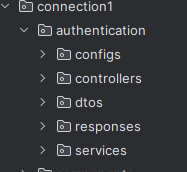 connection1
authentication
configs
controllers
dtos
responses
services